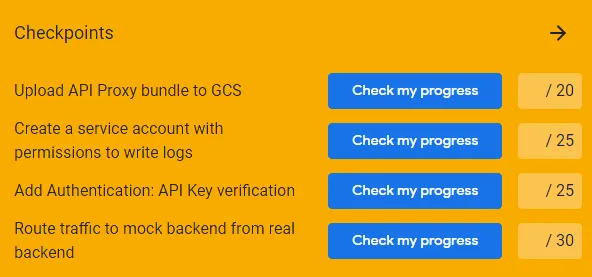 Checkpoints
Upload API Proxy bundle to GCS
Check my progress
/ 20
Create a service account with
permissions to write logs
Check my progress
/ 25
Add Authentication: API Key verification
Check my progress
/ 25
Route traffic to mock backend from real
backend
Check my progress
/ 30